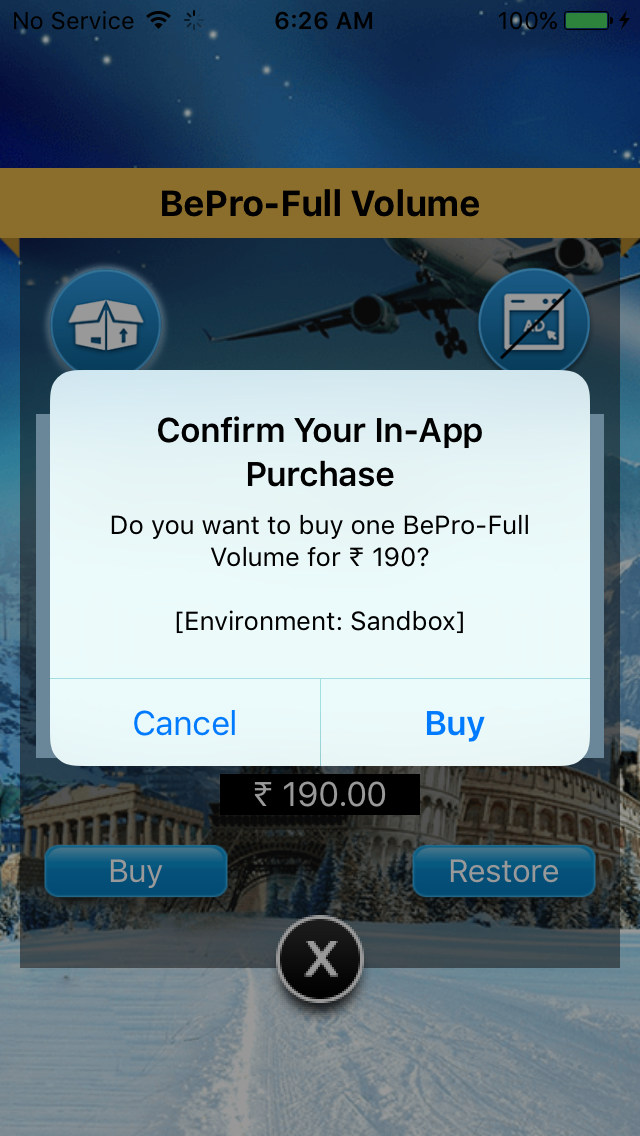 No Service 6:26 AM 100%
BePro-Full Volume
AD
Confirm Your In-App
Purchase
Do you want to buy one BePro-Full
Volume for ₹ 190?
[Environment: Sandbox]
Cancel Buy
₹ 190.00
Buy Restore
X